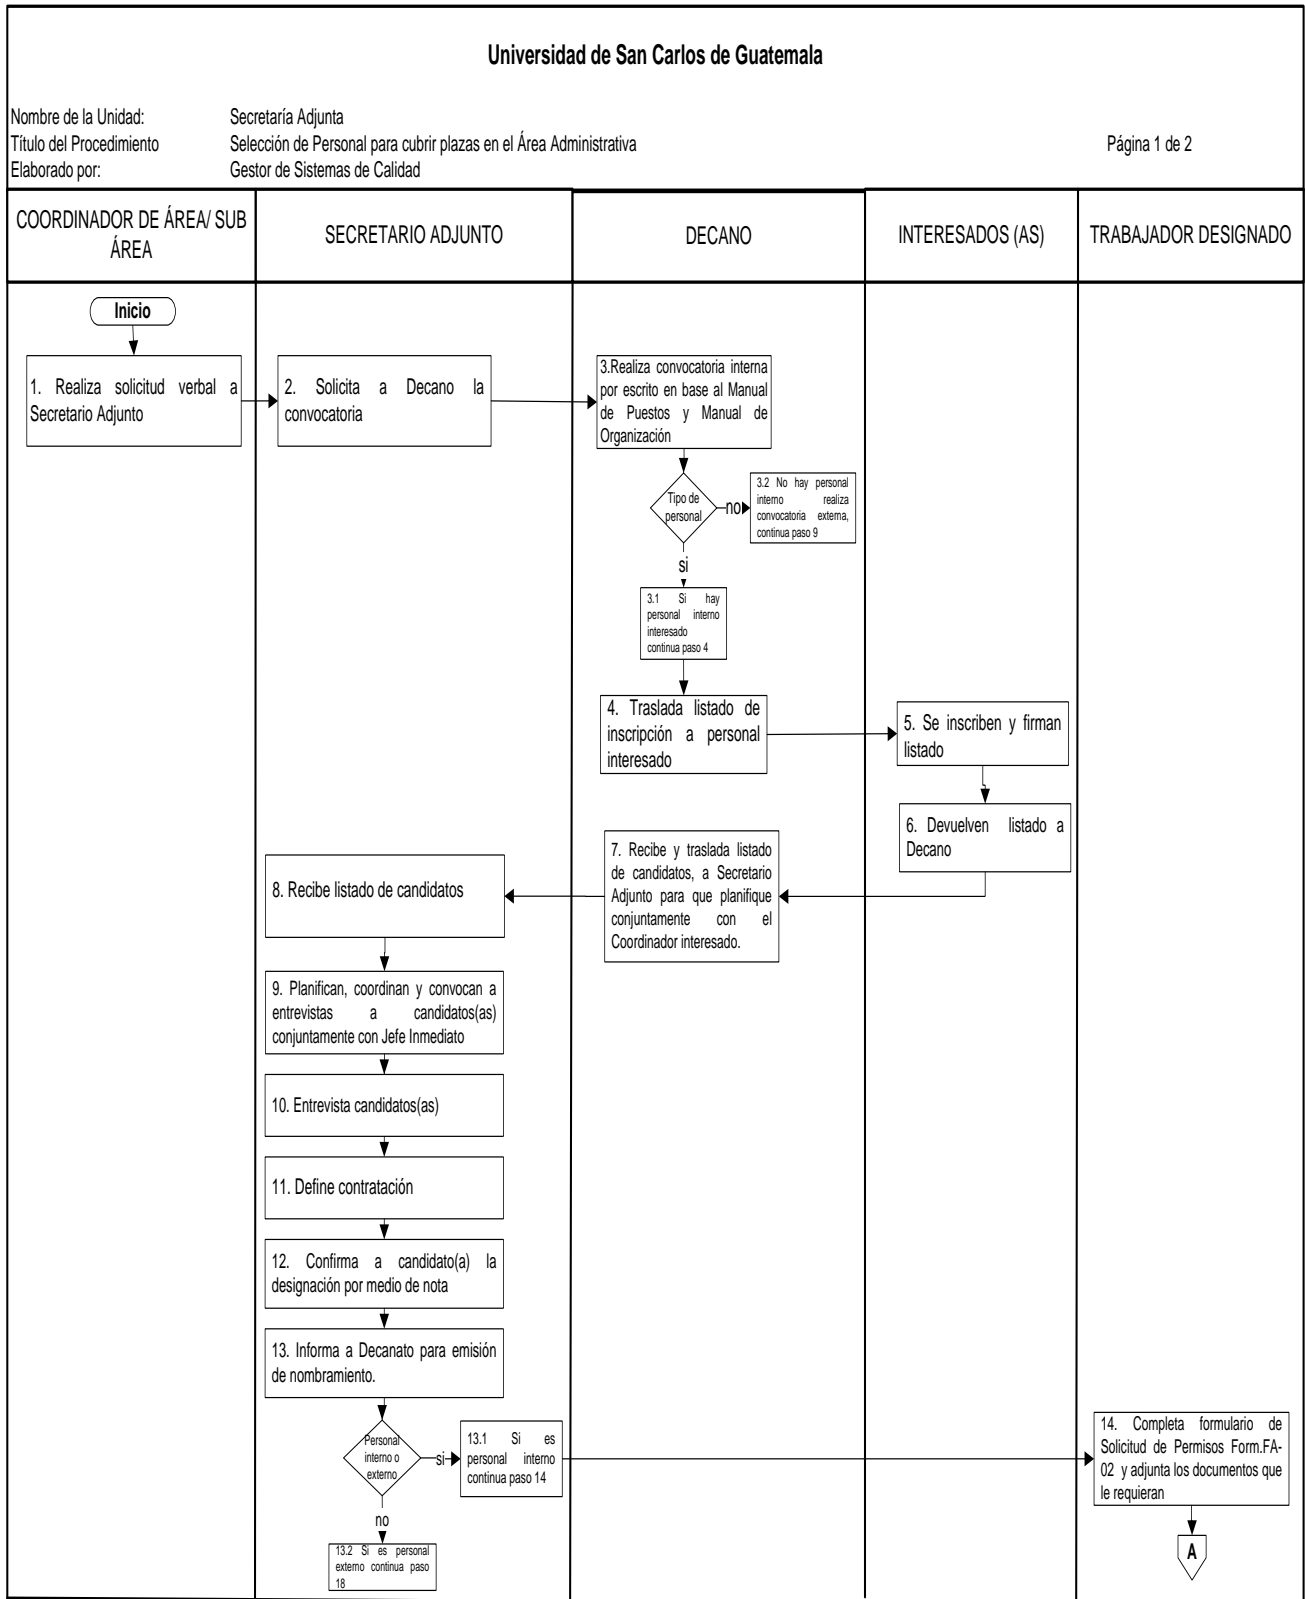 Universidad de San Carlos de Guatemala
Nombre de la Unidad: Secretaría Adjunta
Título del Procedimiento Selección de Personal para cubrir plazas en el Área Administrativa Página 1 de 2
Elaborado por: Gestor de Sistemas de Calidad
COORDINADOR DE ÁREA/ SUB
ÁREA
SECRETARIO ADJUNTO
DECANO
INTERESADOS (AS)
TRABAJADOR DESIGNADO
Inicio
1. Realiza solicitud verbal a
Secretario Adjunto
2. Solicita a Decano la
convocatoria
3.Realiza convocatoria interna
por escrito en base al Manual
de Puestos y Manual de
Organización
Tipo de
personal
no
3.2 No hay personal
interno realiza
convocatoria externa,
continua paso 9
si
3.1 Si hay
personal interno
interesado
continua paso 4
4. Traslada listado de
inscripción a personal
interesado
5. Se inscriben y firman
listado
6. Devuelven listado a
Decano
7. Recibe y traslada listado
de candidatos, a Secretario
Adjunto para que planifique
conjuntamente con el
Coordinador interesado.
8. Recibe listado de candidatos
9. Planifican, coordinan y convocan a
entrevistas a candidatos(as)
conjuntamente con Jefe Inmediato
10. Entrevista candidatos(as)
11. Define contratación
12. Confirma a candidato(a) la
designación por medio de nota
13. Informa a Decanato para emisión
de nombramiento.
Personal
interno o
externo
si
13.1 Si es
personal interno
continua paso 14
no
13.2 Si es personal
externo continua paso
18
14. Completa formulario de
Solicitud de Permisos Form.FA-
02 y adjunta los documentos que
le requieran
A